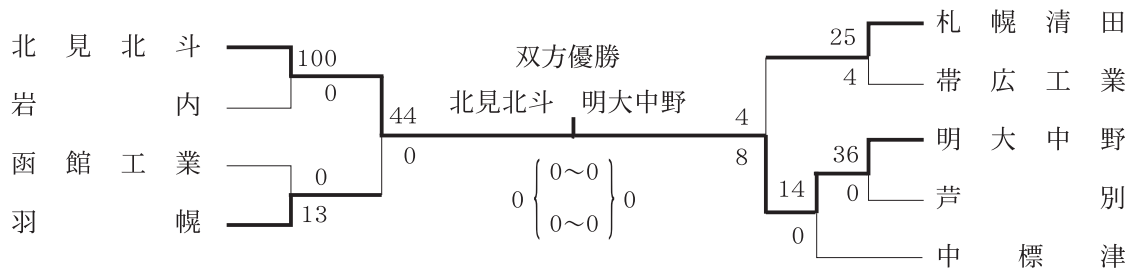 北見北斗
岩内
函館工業
羽幌
100
0
0
13
44
0
双方優勝
北見北斗 明大中野
0 { 0〜0 0〜0 } 0
4
8
25
4
36
0
14
0
札幌清田
帯広工業
明大中野
芦別
中標津